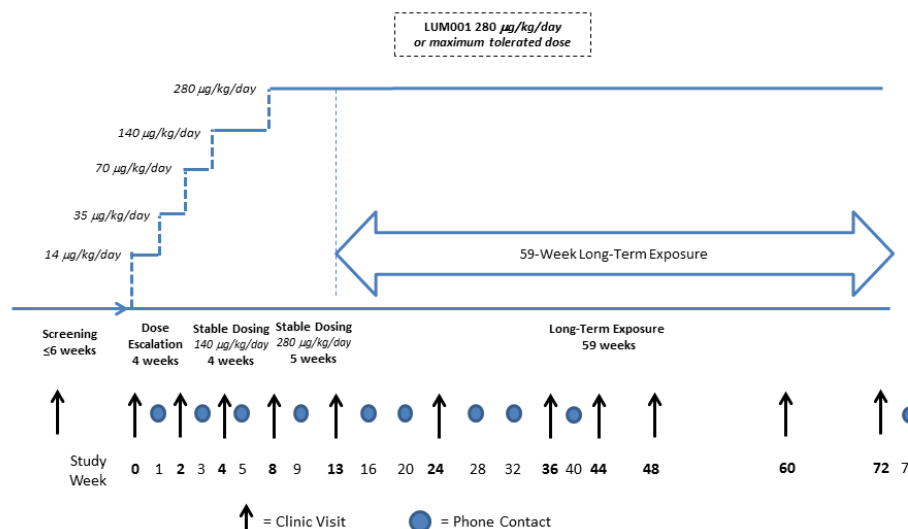 LUM001 280 µg/kg/day
or maximum tolerated dose
280 µg/kg/day
140 µg/kg/day
70 µg/kg/day
35 µg/kg/day
14 µg/kg/day
59-Week Long-Term Exposure
Screening
≤6 weeks
Dose
Escalation
4 weeks
Stable Dosing
140 µg/kg/day
4 weeks
Stable Dosing
280 µg/kg/day
5 weeks
Long-Term Exposure
59 weeks
Study
Week
0 1 2 3 4 5 8 9 13 16 20 24 28 32 36 40 44 48 60 72 7
= Clinic Visit
= Phone Contact